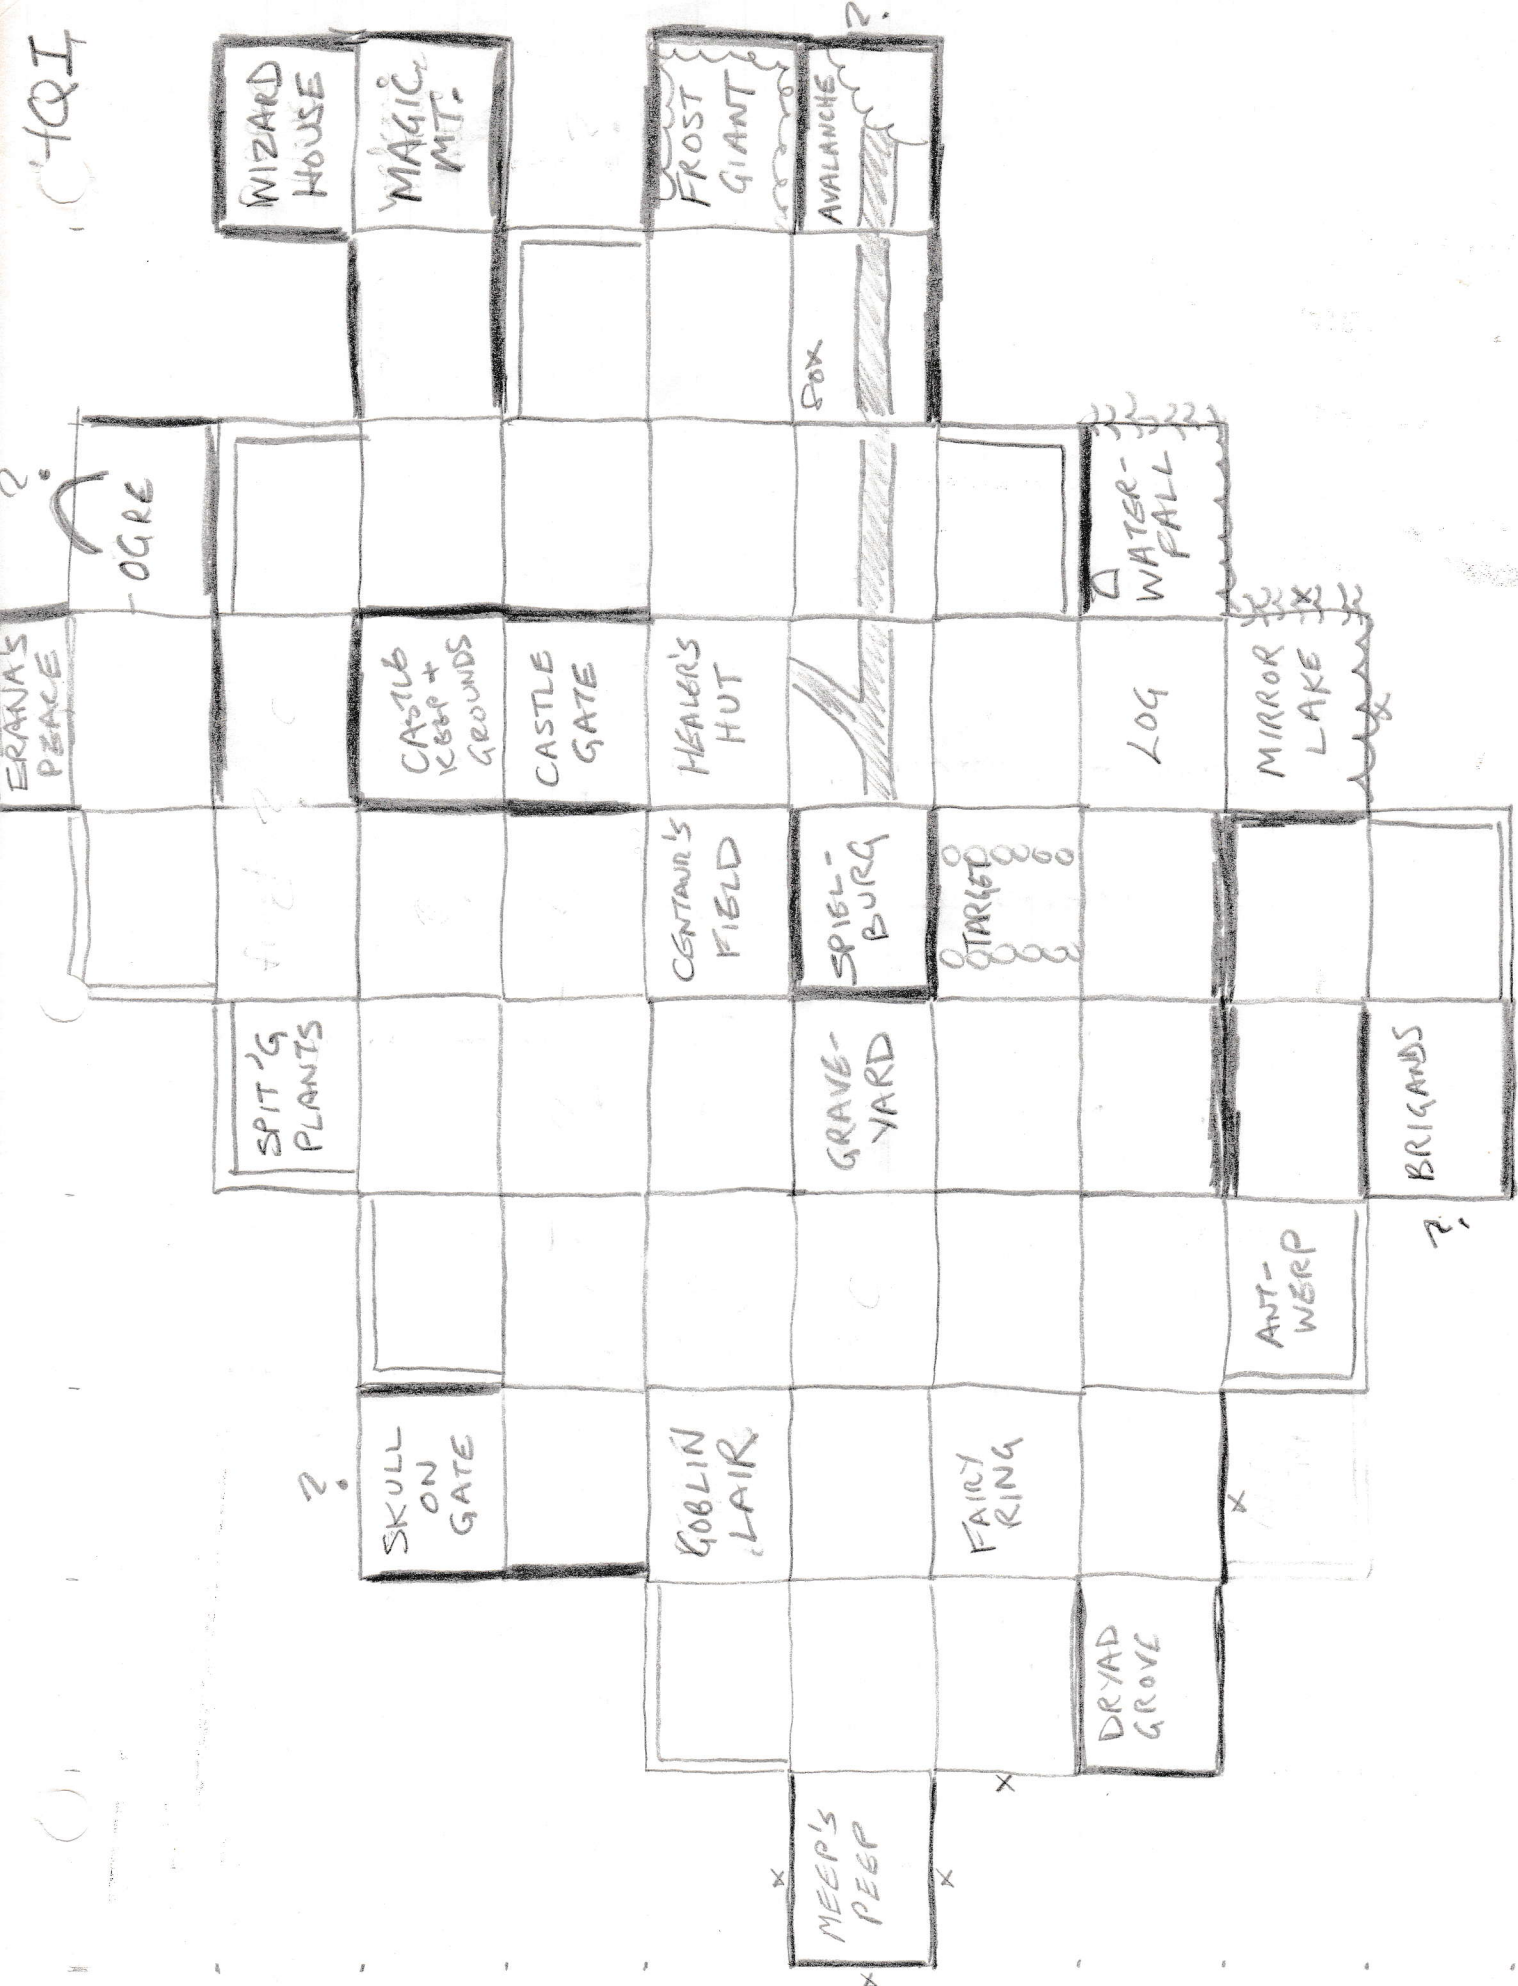 HQI
ERANA'S
PEACE
?
OGRE
SPIT'G
PLANTS
WIZARD
HOUSE
?
SKULL
ON
GATE
CASTLE
KEEP +
GROUNDS
MAGIC
MT.
CASTLE
GATE
GOBLIN
LAIR
CENTAUR'S
FIELD
HEALER'S
HUT
FROST
GIANT
x
MEEP'S
PEEP
x
x
GRAVE-
YARD
SPIEL-
BURG
FOX
AVALANCHE
?
x
FAIRY
RING
TARGET
DRYAD
GROVE
x
LOG
WATER-
FALL
ANT-
WERP
MIRROR
LAKE
x
x
?
BRIGANDS